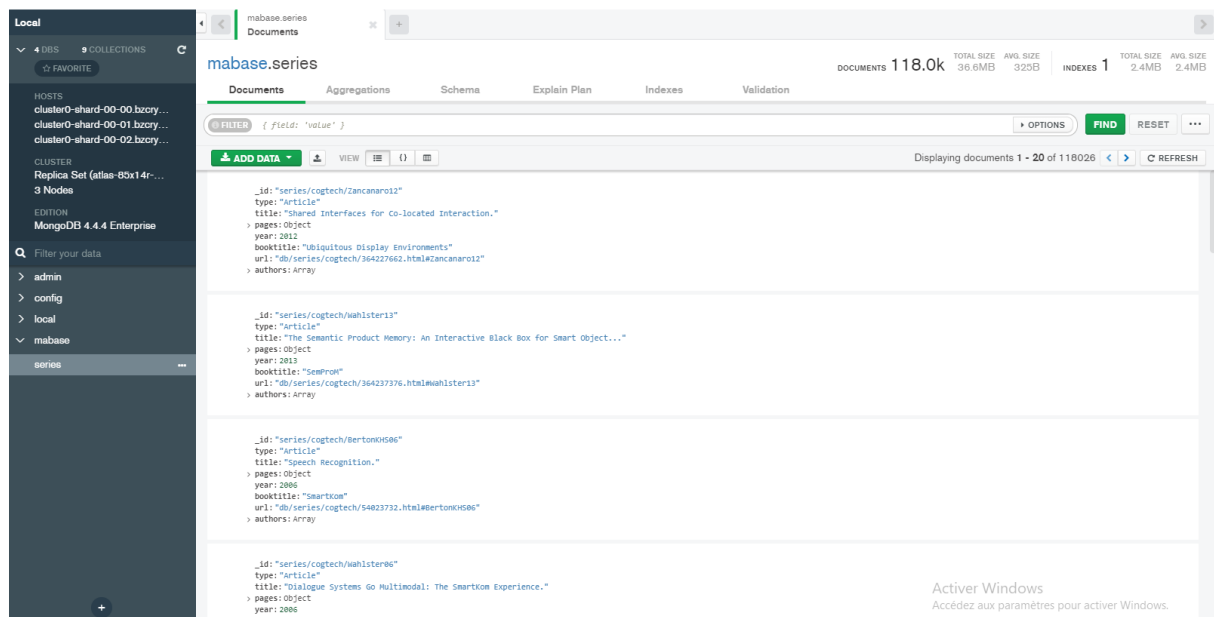 Local
4 DBS 9 COLLECTIONS
☆ FAVORITE
HOSTS
cluster0-shard-00-00.bzcry...
cluster0-shard-00-01.bzcry...
cluster0-shard-00-02.bzcry...
CLUSTER
Replica Set (atlas-85x14r-...
3 Nodes
EDITION
MongoDB 4.4.4 Enterprise
Filter your data
admin
config
local
mabase
series
mabase.series
Documents
mabase.series
DOCUMENTS 118.0k TOTAL SIZE 36.6MB AVG. SIZE 325B INDEXES 1 TOTAL SIZE 2.4MB AVG. SIZE 2.4MB
Documents Aggregations Schema Explain Plan Indexes Validation
FILTER { field: 'value' } OPTIONS FIND RESET ...
ADD DATA VIEW {} Displaying documents 1 - 20 of 118026 < > REFRESH
_id: "series/cogtech/Zancanaro12"
type: "Article"
title: "Shared Interfaces for Co-located Interaction."
> pages: Object
year: 2012
booktitle: "Ubiquitous Display Environments"
url: "db/series/cogtech/364227662.html#Zancanaro12"
> authors: Array
_id: "series/cogtech/Wahlster13"
type: "Article"
title: "The Semantic Product Memory: An Interactive Black Box for Smart Object..."
> pages: Object
year: 2013
booktitle: "SemProM"
url: "db/series/cogtech/364237376.html#Wahlster13"
> authors: Array
_id: "series/cogtech/BertonKHS06"
type: "Article"
title: "Speech Recognition."
> pages: Object
year: 2006
booktitle: "SmartKom"
url: "db/series/cogtech/54023732.html#BertonKHS06"
> authors: Array
_id: "series/cogtech/Wahlster06"
type: "Article"
title: "Dialogue Systems Go Multimodal: The SmartKom Experience."
> pages: Object
year: 2006
Activer Windows
Accédez aux paramètres pour activer Windows.